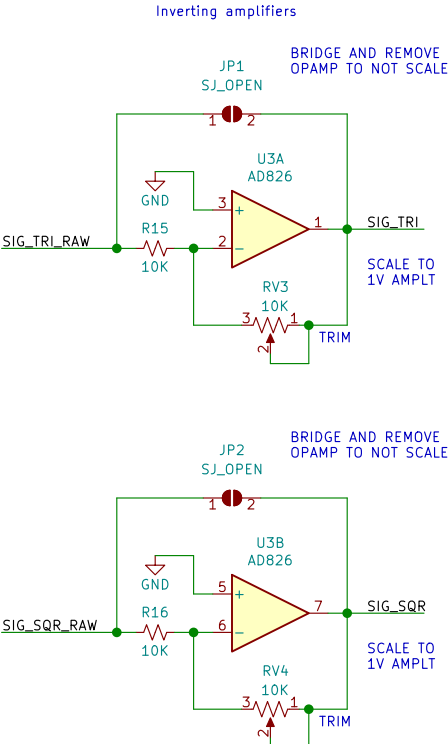 Inverting amplifiers
BRIDGE AND REMOVE
OPAMP TO NOT SCALE
JP1
SJ_OPEN
1 2
U3A
AD826
GND
3
+
1
SIG_TRI
SIG_TRI_RAW
R15
10K
2
-
SCALE TO
1V AMPLT
RV3
10K
3 1
TRIM
2
BRIDGE AND REMOVE
OPAMP TO NOT SCALE
JP2
SJ_OPEN
1 2
U3B
AD826
GND
5
+
7
SIG_SQR
SIG_SQR_RAW
R16
10K
6
-
SCALE TO
1V AMPLT
RV4
10K
3 1
TRIM
2